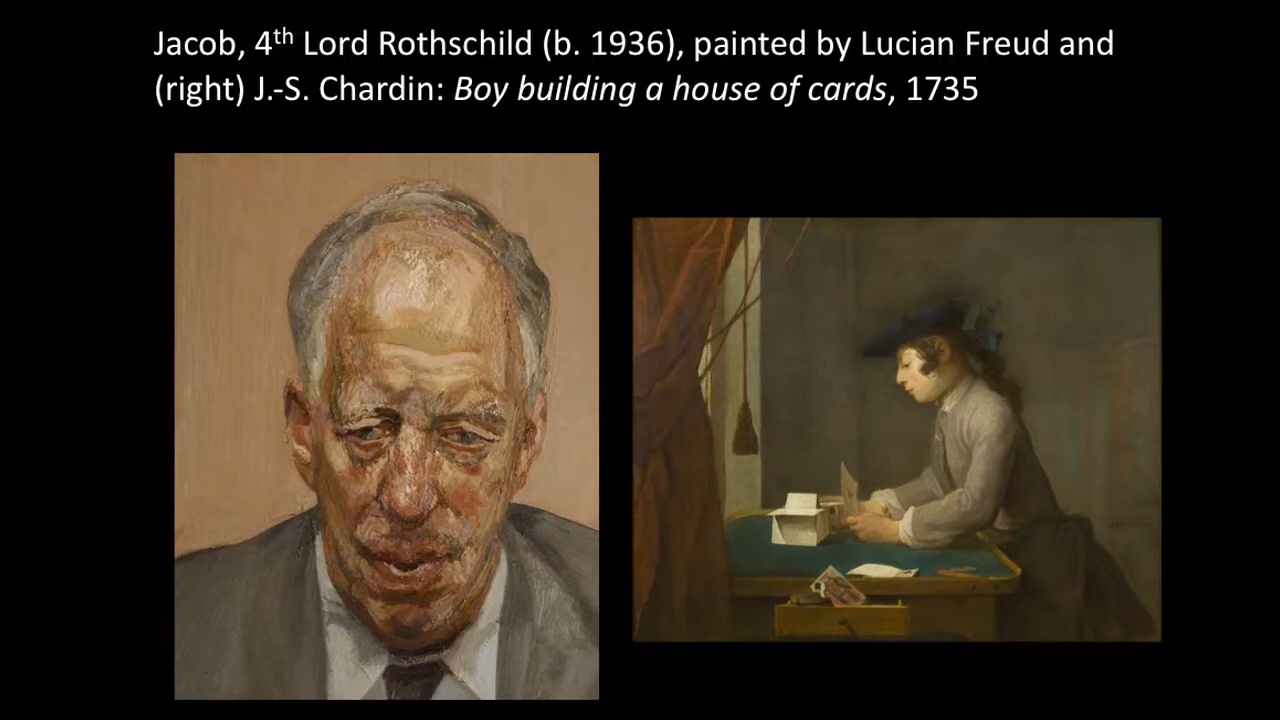 Jacob, 4th Lord Rothschild (b. 1936), painted by Lucian Freud and
(right) J.-S. Chardin: Boy building a house of cards, 1735